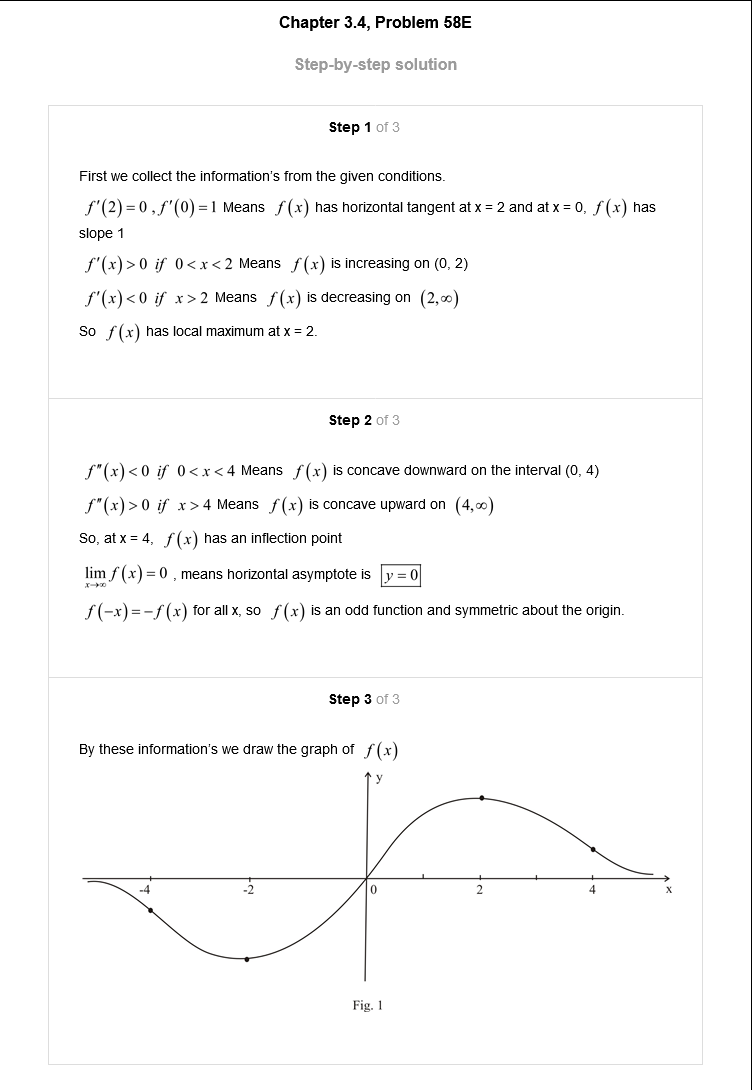 Chapter 3.4, Problem 58E
Step-by-step solution
Step 1 of 3
First we collect the information's from the given conditions.
f'(2)=0, f'(0)=1 Means f(x) has horizontal tangent at x = 2 and at x = 0, f(x) has
slope 1
f'(x)>0 if 0<x<2 Means f(x) is increasing on (0, 2)
f'(x)<0 if x>2 Means f(x) is decreasing on (2,∞)
So f(x) has local maximum at x = 2.
Step 2 of 3
f"(x)<0 if 0<x<4 Means f(x) is concave downward on the interval (0, 4)
f"(x)>0 if x>4 Means f(x) is concave upward on (4,∞)
So, at x = 4, f(x) has an inflection point
lim x→∞ f(x)=0 , means horizontal asymptote is y=0
f(−x)=−f(x) for all x, so f(x) is an odd function and symmetric about the origin.
Step 3 of 3
By these information's we draw the graph of f(x)
y
-4 -2 0 2 4 x
Fig. 1